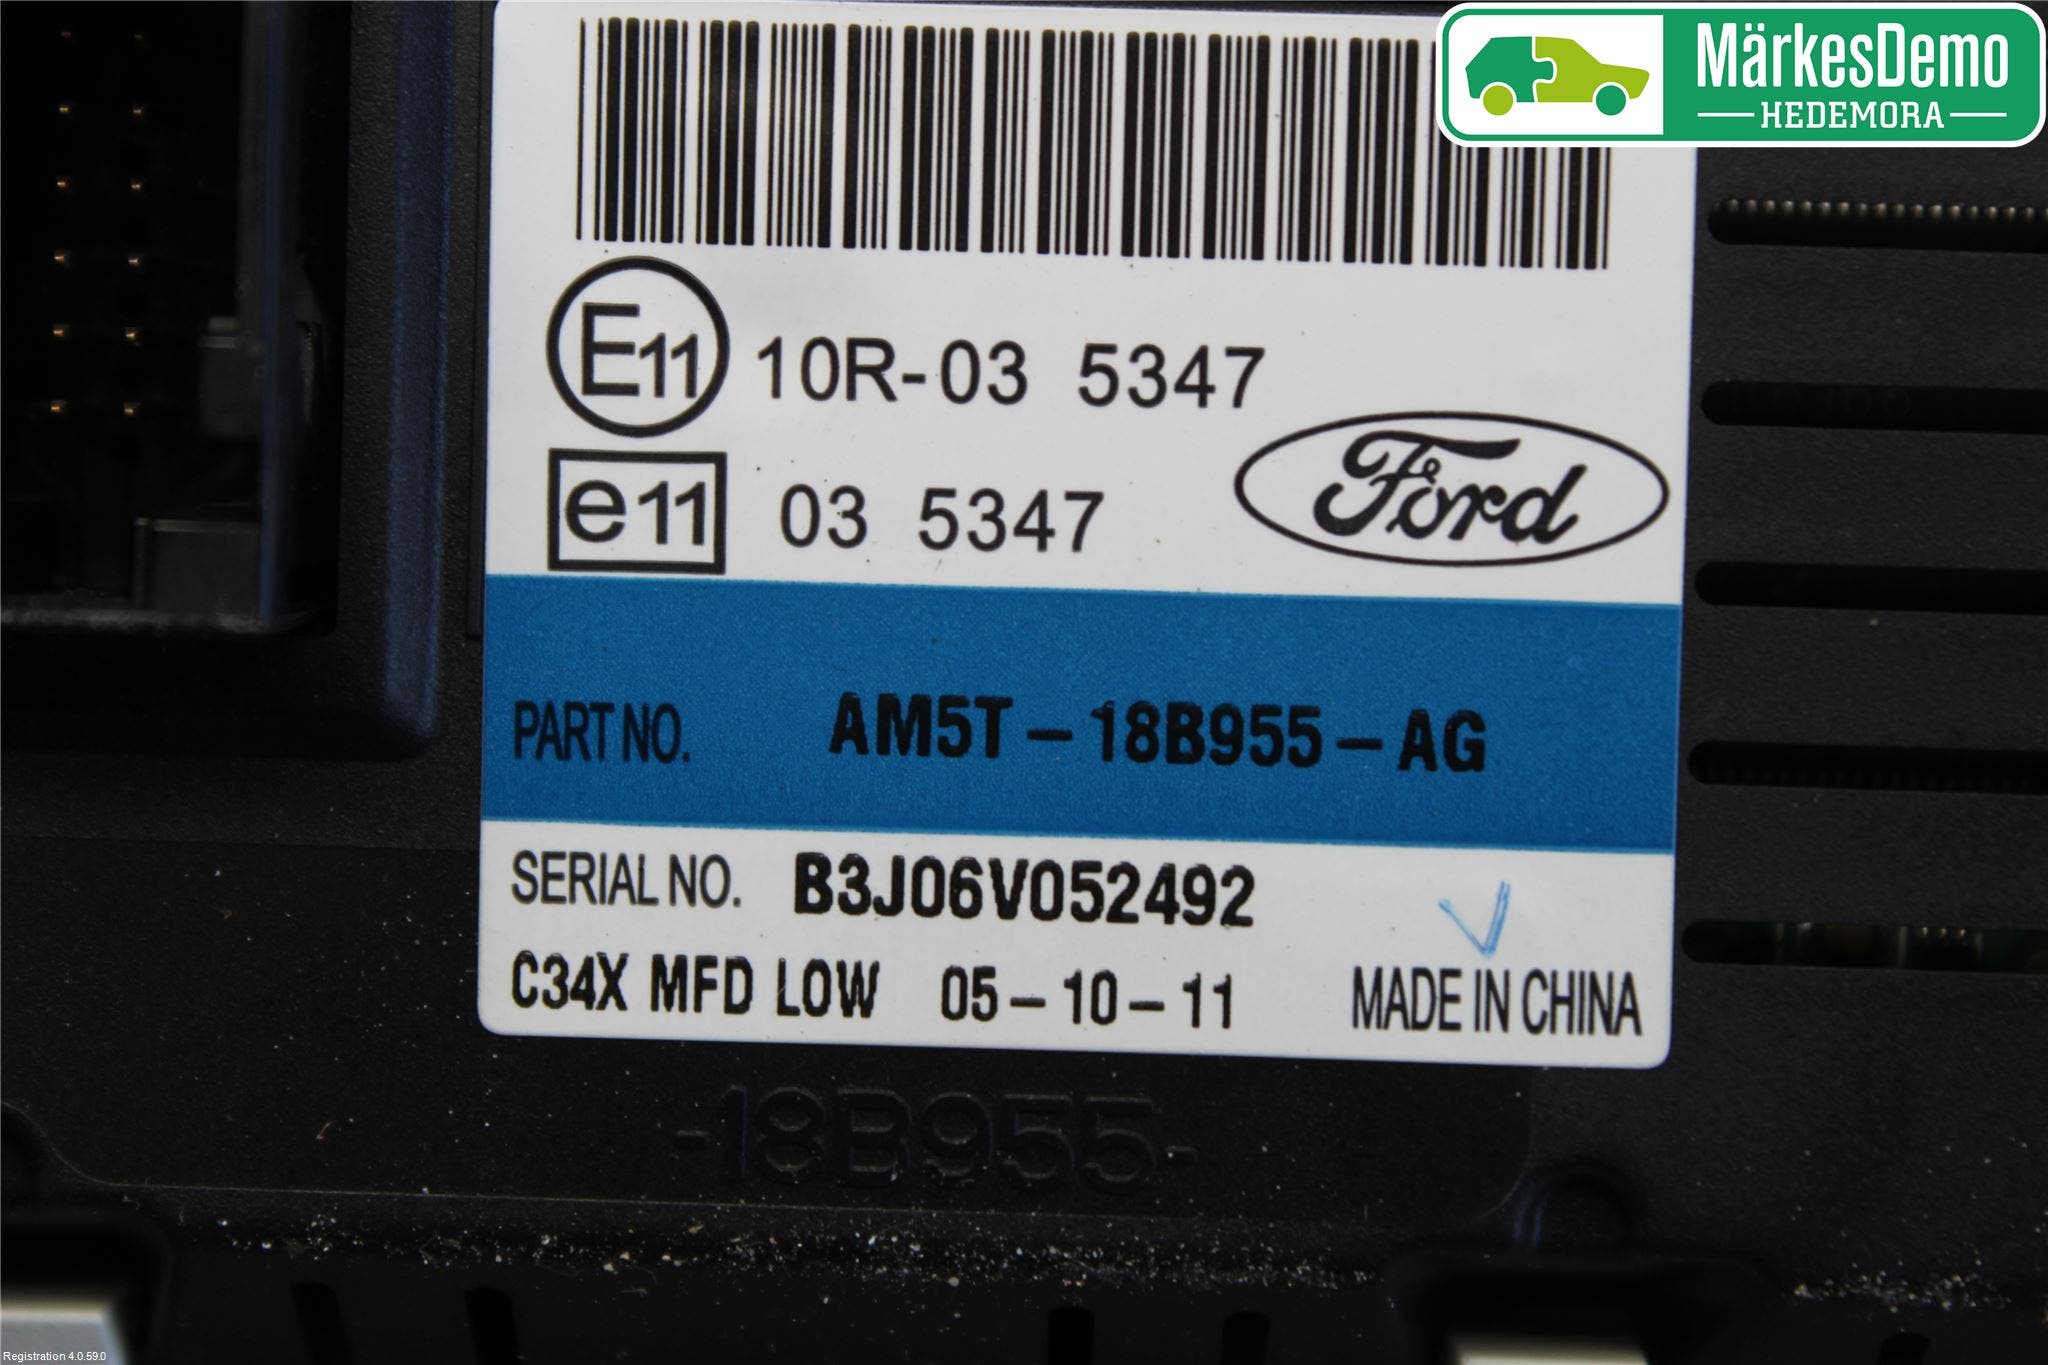 MärkesDemo
HEDEMORA
E11 10R-03 5347
e11 03 5347
Ford
PART NO. AM5T-18B955-AG
SERIAL NO. B3J06V052492
C34X MFD LOW 05-10-11 MADE IN CHINA
-18B955-
Registration 4.0.59.0